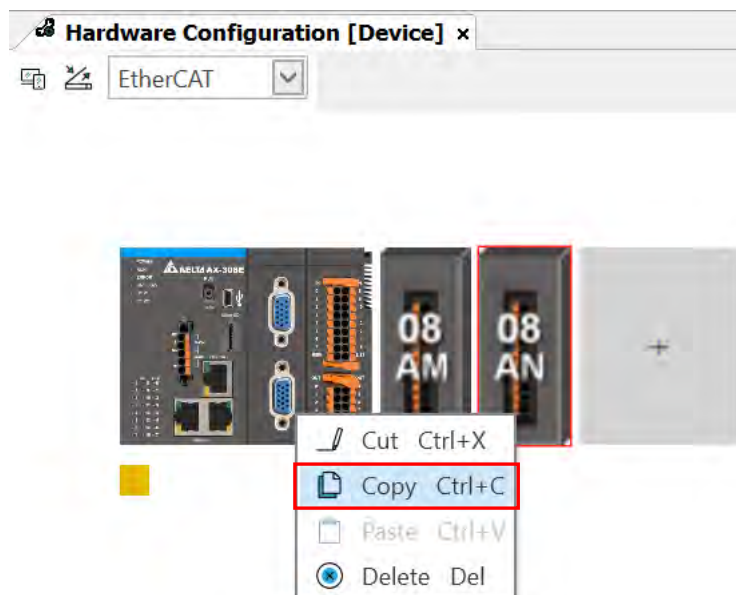 Hardware Configuration [Device] ×
EtherCAT
DELTA AX-308E
08
AM
08
AN
+
Cut Ctrl+X
Copy Ctrl+C
Paste Ctrl+V
Delete Del